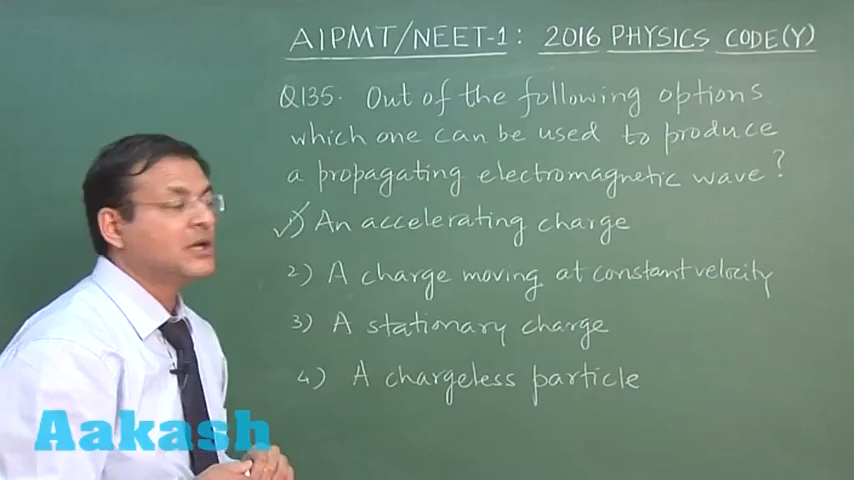 AIPMT/NEET-1: 2016 PHYSICS CODE(Y)
Q135. Out of the following options
which one can be used to produce
a propagating electromagnetic wave?
1) An accelerating charge
2) A charge moving at constant velocity
3) A stationary charge
4) A chargeless particle
Aakash